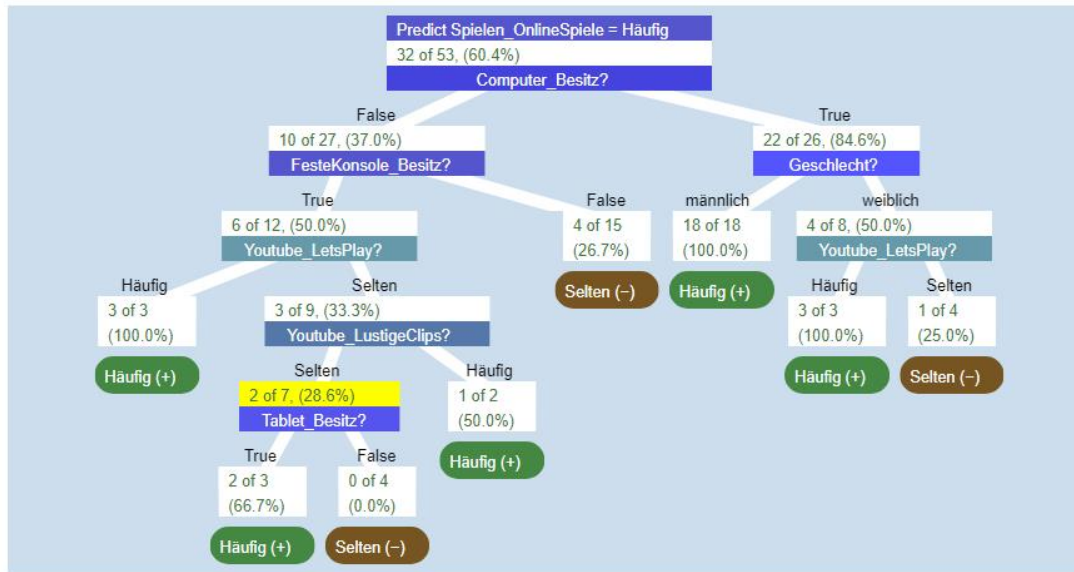 Predict Spielen_OnlineSpiele = Häufig
32 of 53, (60.4%)
Computer_Besitz?
False
10 of 27, (37.0%)
FesteKonsole_Besitz?
True
22 of 26, (84.6%)
Geschlecht?
True
6 of 12, (50.0%)
Youtube_LetsPlay?
False
4 of 15
(26.7%)
Selten (−)
männlich
18 of 18
(100.0%)
Häufig (+)
weiblich
4 of 8, (50.0%)
Youtube_LetsPlay?
Häufig
3 of 3
(100.0%)
Häufig (+)
Selten
3 of 9, (33.3%)
Youtube_LustigeClips?
Häufig
3 of 3
(100.0%)
Häufig (+)
Selten
1 of 4
(25.0%)
Selten (−)
Selten
2 of 7, (28.6%)
Tablet_Besitz?
Häufig
1 of 2
(50.0%)
Häufig (+)
True
2 of 3
(66.7%)
Häufig (+)
False
0 of 4
(0.0%)
Selten (−)